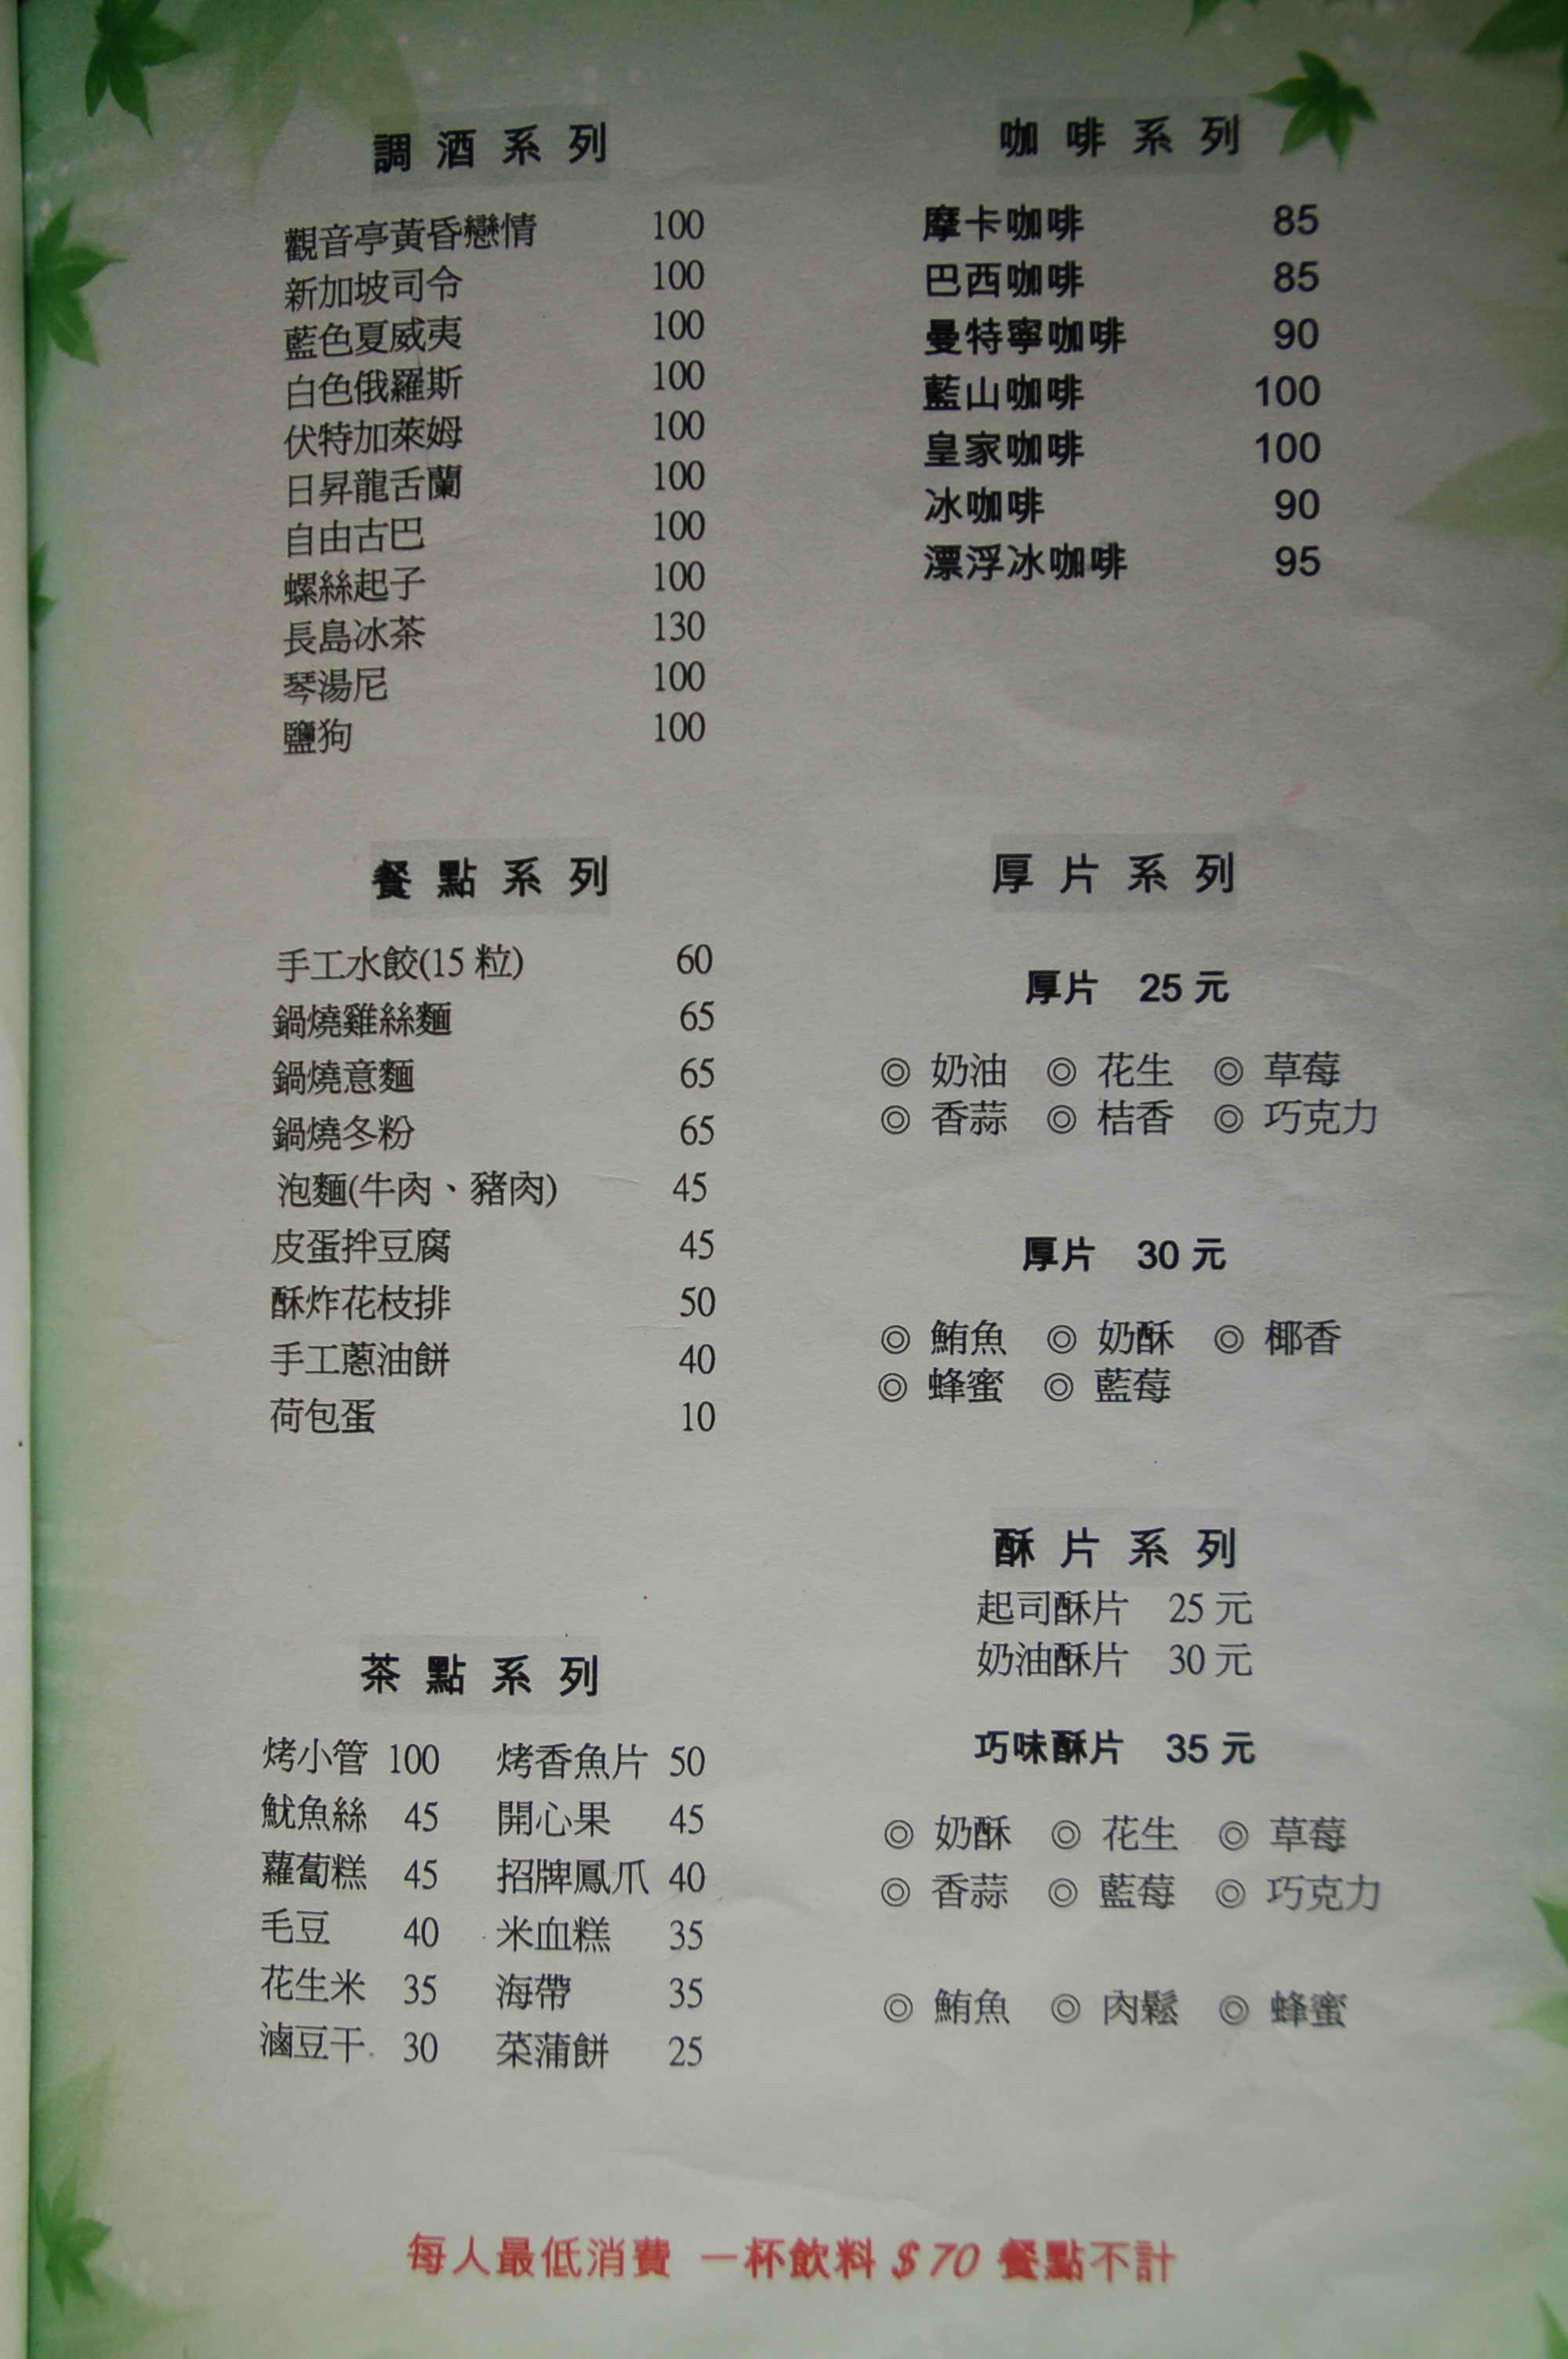 調酒系列
觀音亭黃昏戀情 100
新加坡司令 100
藍色夏威夷 100
白色俄羅斯 100
伏特加萊姆 100
日昇龍舌蘭 100
自由古巴 100
螺絲起子 100
長島冰茶 130
琴湯尼 100
鹽狗 100
咖啡系列
摩卡咖啡 85
巴西咖啡 85
曼特寧咖啡 90
藍山咖啡 100
皇家咖啡 100
冰咖啡 90
漂浮冰咖啡 95
餐點系列
手工水餃(15 粒) 60
鍋燒雞絲麵 65
鍋燒意麵 65
鍋燒冬粉 65
泡麵(牛肉、豬肉) 45
皮蛋拌豆腐 45
酥炸花枝排 50
手工蔥油餅 40
荷包蛋 10
厚片系列
厚片 25 元
◎ 奶油 ◎ 花生 ◎ 草莓
◎ 香蒜 ◎ 桔香 ◎ 巧克力
厚片 30 元
◎ 鮪魚 ◎ 奶酥 ◎ 椰香
◎ 蜂蜜 ◎ 藍莓
茶點系列
烤小管 100 烤香魚片 50
魷魚絲 45 開心果 45
蘿蔔糕 45 招牌鳳爪 40
毛豆 40 米血糕 35
花生米 35 海帶 35
滷豆干 30 菜蒲餅 25
酥片系列
起司酥片 25 元
奶油酥片 30 元
巧味酥片 35 元
◎ 奶酥 ◎ 花生 ◎ 草莓
◎ 香蒜 ◎ 藍莓 ◎ 巧克力
◎ 鮪魚 ◎ 肉鬆 ◎ 蜂蜜
每人最低消費 一杯飲料 $70 餐點不計